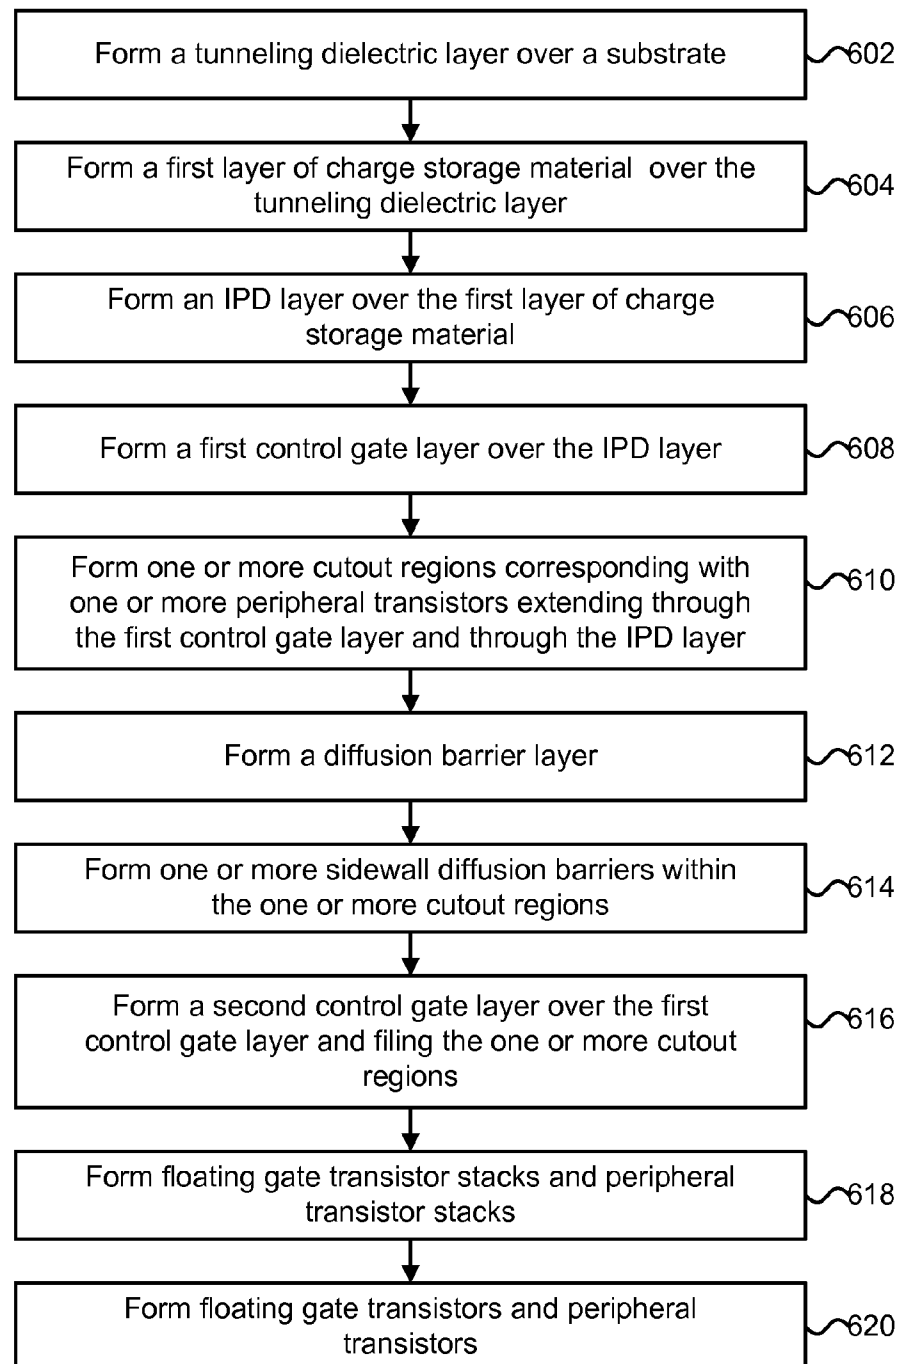 Form a tunneling dielectric layer over a substrate
602
Form a first layer of charge storage material over the
tunneling dielectric layer
604
Form an IPD layer over the first layer of charge
storage material
606
Form a first control gate layer over the IPD layer
608
Form one or more cutout regions corresponding with
one or more peripheral transistors extending through
the first control gate layer and through the IPD layer
610
Form a diffusion barrier layer
612
Form one or more sidewall diffusion barriers within
the one or more cutout regions
614
Form a second control gate layer over the first
control gate layer and filing the one or more cutout
regions
616
Form floating gate transistor stacks and peripheral
transistor stacks
618
Form floating gate transistors and peripheral
transistors
620